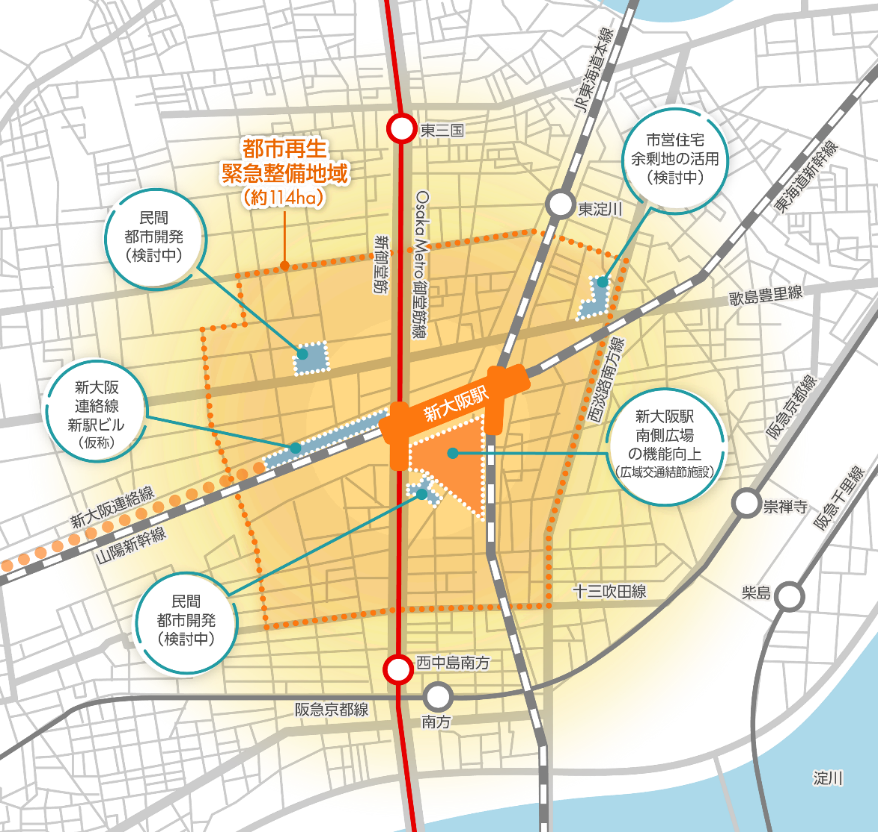 JR東海道本線
東三国
市営住宅
余剰地の活用
(検討中)
都市再生
緊急整備地域
(約114ha)
東海道新幹線
東淀川
民間
都市開発
(検討中)
Osaka Metro 御堂筋線
新御堂筋
歌島豊里線
西淡路南方線
新大阪駅
阪急京都線
新大阪
連絡線
新駅ビル
(仮称)
新大阪駅
南側広場
の機能向上
(広域交通結節施設)
新大阪連絡線
山陽新幹線
崇禅寺
阪急千里線
民間
都市開発
(検討中)
十三吹田線
柴島
西中島南方
阪急京都線
南方
淀川